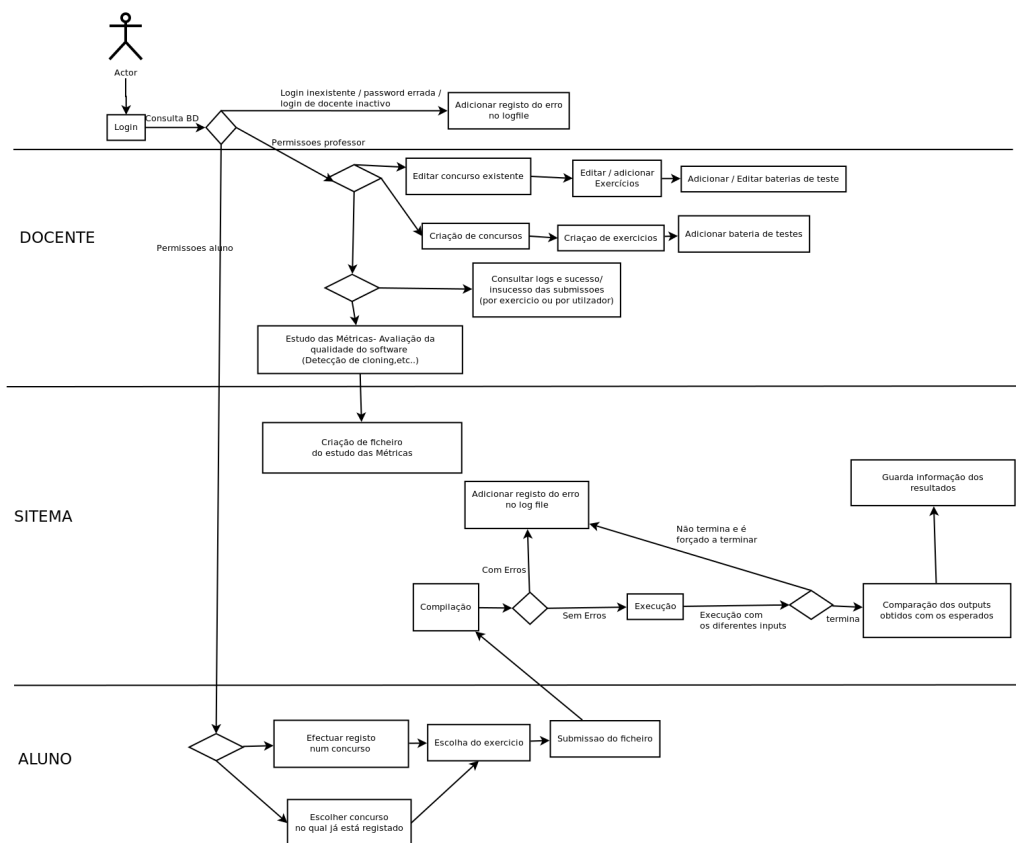 Actor
Login
Consulta BD
Login inexistente / password errada /
login de docente inactivo
Adicionar registo do erro
no logfile
Permissoes professor
DOCENTE
Permissoes aluno
Editar concurso existente
Editar / adicionar
Exercícios
Adicionar / Editar baterias de teste
Criação de concursos
Criaçao de exercicios
Adicionar bateria de testes
Consultar logs e sucesso/
insucesso das submissoes
(por exercicio ou por utilzador)
Estudo das Métricas- Avaliação da
qualidade do software
(Detecção de cloning,etc..)
SITEMA
Criação de ficheiro
do estudo das Métricas
Adicionar registo do erro
no log file
Não termina e é
forçado a terminar
Guarda informação dos
resultados
Com Erros
Compilação
Sem Erros
Execução
Execução com
os diferentes inputs
termina
Comparação dos outputs
obtidos com os esperados
ALUNO
Efectuar registo
num concurso
Escolha do exercicio
Submissao do ficheiro
Escolher concurso
no qual já está registado